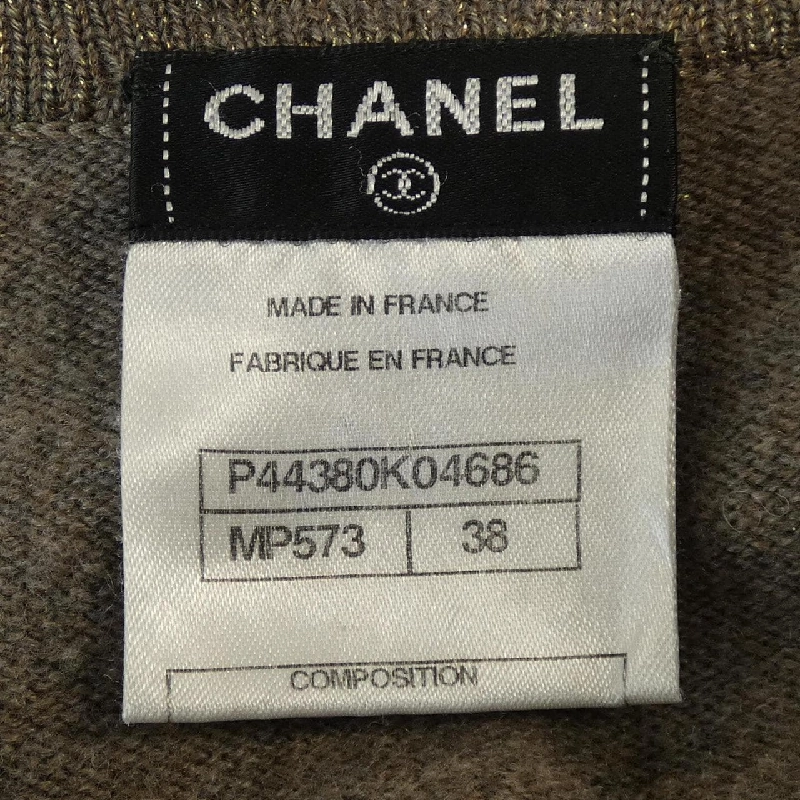 CHANEL
MADE IN FRANCE
FABRIQUE EN FRANCE
P44380K04686
MP573 38
COMPOSITION